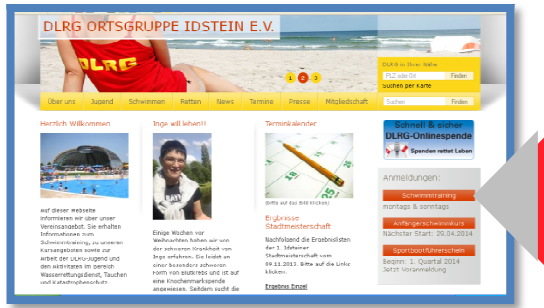 DLRG ORTSGRUPPE IDSTEIN E.V.
DLRG
1 2 3
DLRG in Ihrer Nähe
PLZ oder Ort Finden
Suchen per Karte
Über uns Jugend Schwimmen Retten News Termine Presse Mitgliedschaft
Suchen Finden
Herzlich Willkommen
Auf dieser Webseite
informieren wir über unser
Vereinsangebot. Sie erhalten
Informationen zum
Schwimmtraining, zu unseren
Kursangeboten sowie zur
Arbeit der DLRG-Jugend und
den Aktivitäten im Bereich
Wasserrettungsdienst, Tauchen
und Katastrophenschutz
Inge will leben!!
Einige Wochen vor
Weihnachten haben wir von
der schweren Krankheit von
Inge erfahren. Sie leidet an
einer besonders schweren
Form von Blutkrebs und ist auf
eine Knochenmarkspende
angewiesen. Seitdem sucht die
Terminkalender
(Bitte auf das Bild klicken)
Ergbnisse
Stadtmeisterschaft
Nachfolgend die Ergebnislisten
der 1. Idsteiner
Stadtmeisterschaft vom
09.11.2013. Bitte auf die Links
klicken.
Ergebnis Einzel
Schnell & sicher
DLRG-Onlinespende
Spenden rettet Leben
Anmeldungen:
Schwimmtraining
montags & sonntags
Anfängerschwimmkurs
Nächster Start: 29.04.2014
Sportbootführerschein
Beginn: 1. Quartal 2014
Jetzt Voranmeldung